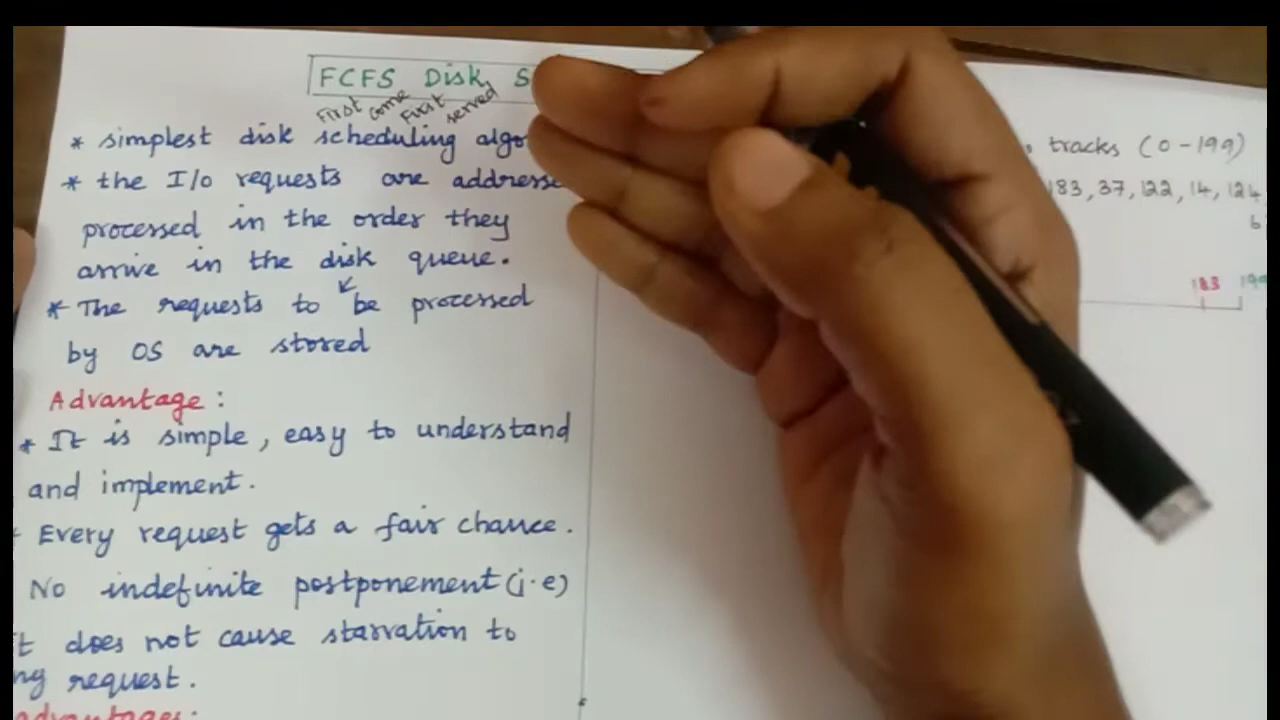 FCFS Disk S
First come First served
* simplest disk scheduling algo
* the I/o requests are addresse
processed in the order they
arrive in the disk queue.
* The requests to be processed
by OS are stored
Advantage :
* It is simple, easy to understand
and implement.
* Every request gets a fair chance.
No indefinite postponement (i.e)
It does not cause starvation to
request.
advantages:
tracks (0-199)
183, 37, 122, 14, 124,
183 199